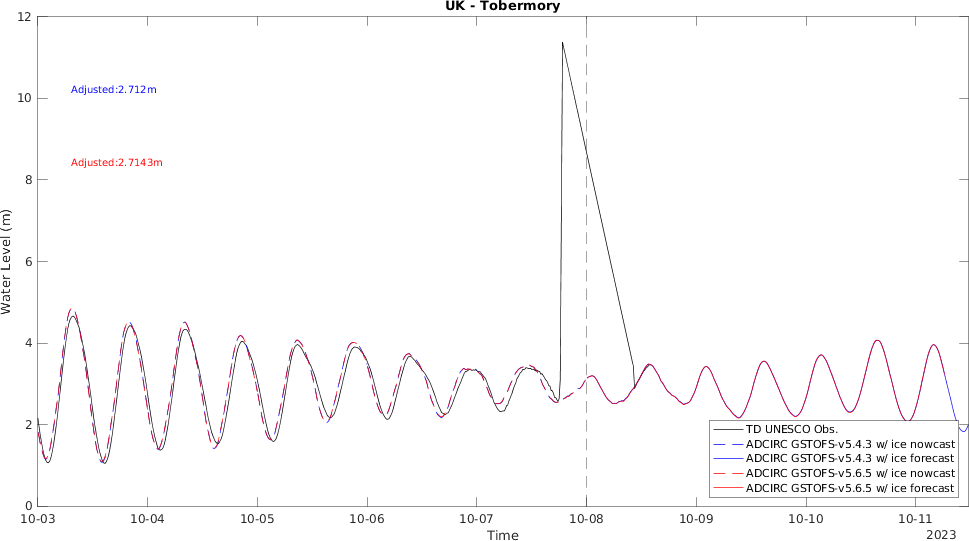 UK - Tobermory
12
10
8
6
4
2
0
Water Level (m)
Adjusted:2.712m
Adjusted:2.7143m
TD UNESCO Obs.
ADCIRC GSTOFS-v5.4.3 w/ ice nowcast
ADCIRC GSTOFS-v5.4.3 w/ ice forecast
ADCIRC GSTOFS-v5.6.5 w/ ice nowcast
ADCIRC GSTOFS-v5.6.5 w/ ice forecast
10-03 10-04 10-05 10-06 10-07 10-08 10-09 10-10 10-11
Time
2023